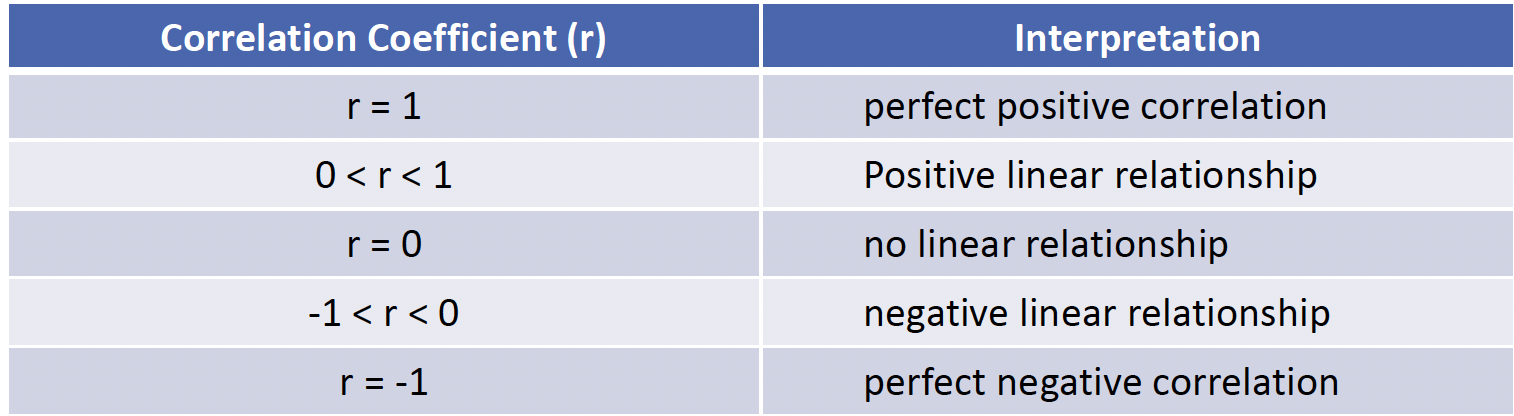 Correlation Coefficient (r) Interpretation
r = 1 perfect positive correlation
0 < r < 1 Positive linear relationship
r = 0 no linear relationship
-1 < r < 0 negative linear relationship
r = -1 perfect negative correlation